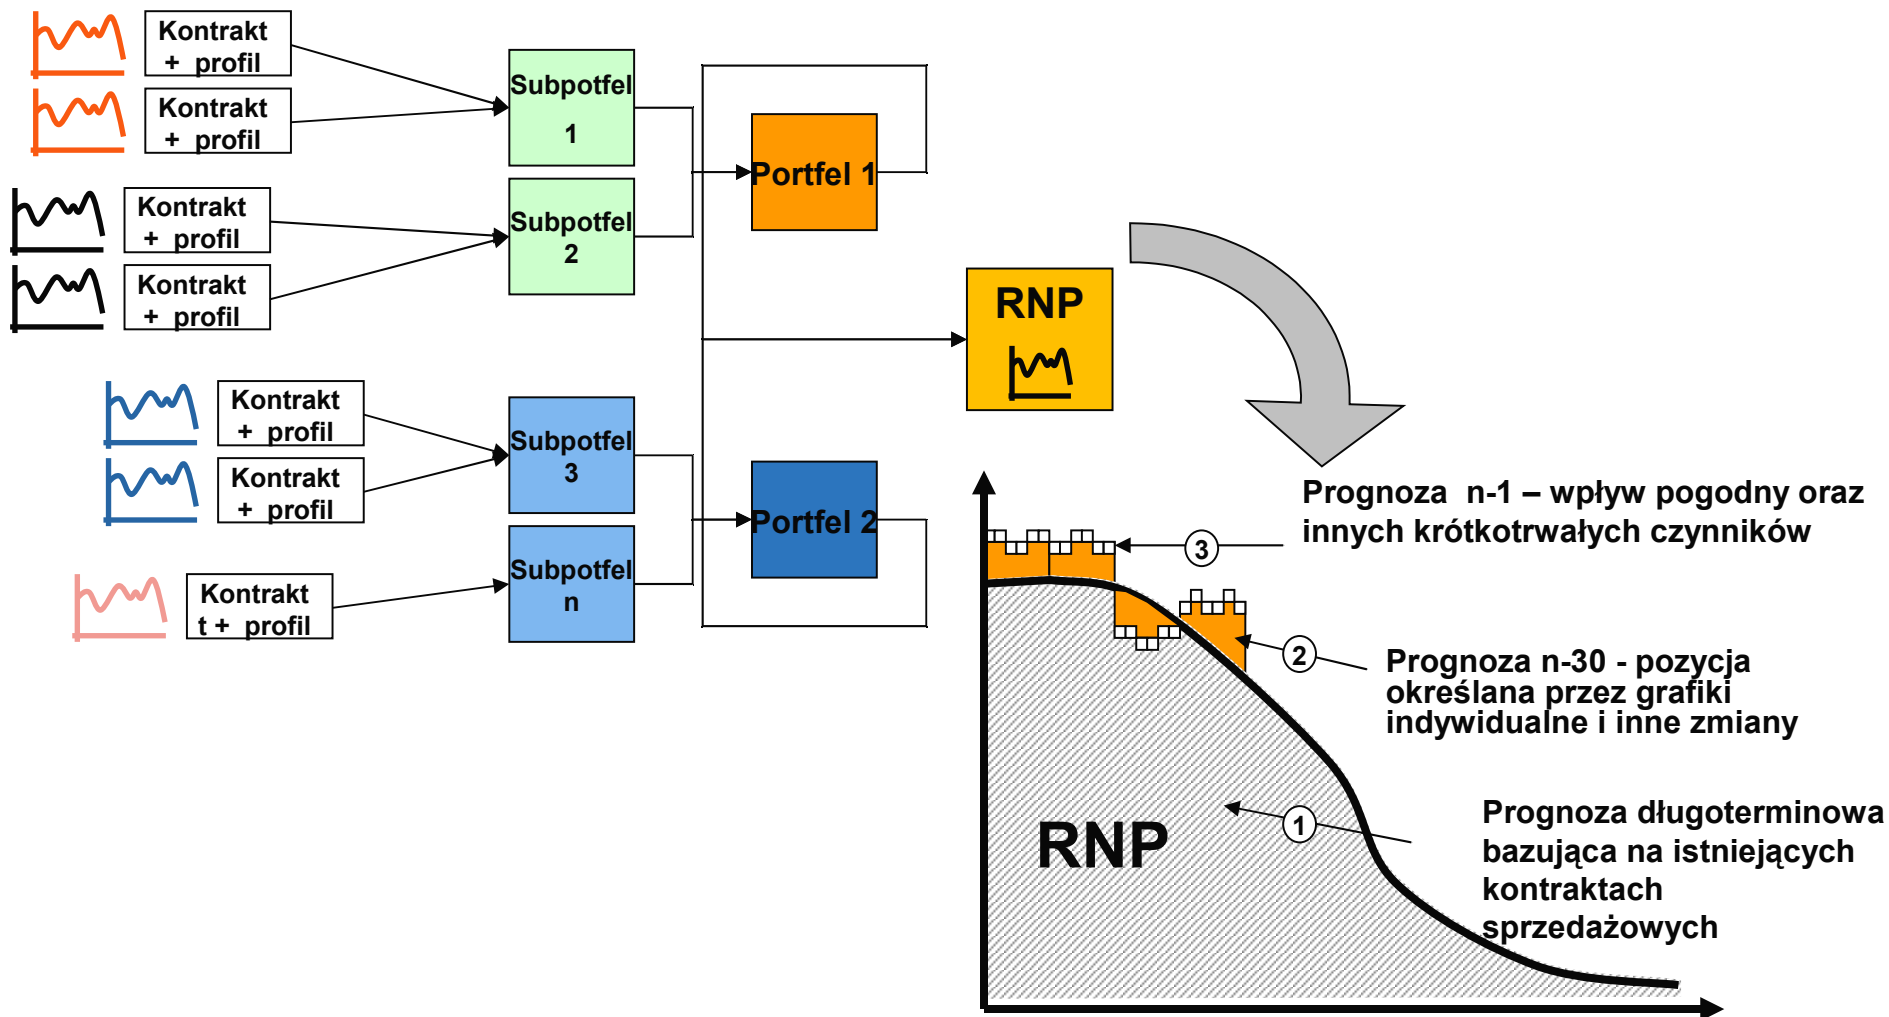 Kontrakt
+ profil
Kontrakt
+ profil
Kontrakt
+ profil
Kontrakt
+ profil
Kontrakt
+ profil
Kontrakt
+ profil
Kontrakt
t + profil
Subpotfel
1
Subpotfel
2
Subpotfel
3
Subpotfel
n
Portfel 1
Portfel 2
RNP
Prognoza n-1 – wpływ pogodny oraz
innych krótkotrwałych czynników
3
2
Prognoza n-30 - pozycja
określana przez grafiki
indywidualne i inne zmiany
1
RNP
Prognoza długoterminowa
bazująca na istniejących
kontraktach
sprzedażowych